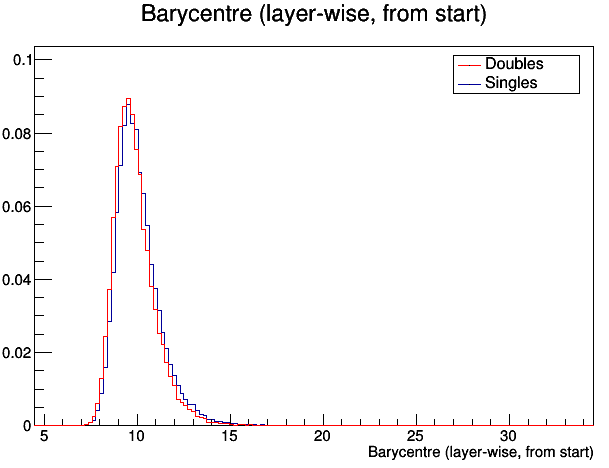 Barycentre (layer-wise, from start)
0.1
Doubles
Singles
0.08
0.06
0.04
0.02
0
5 10 15 20 25 30
Barycentre (layer-wise, from start)